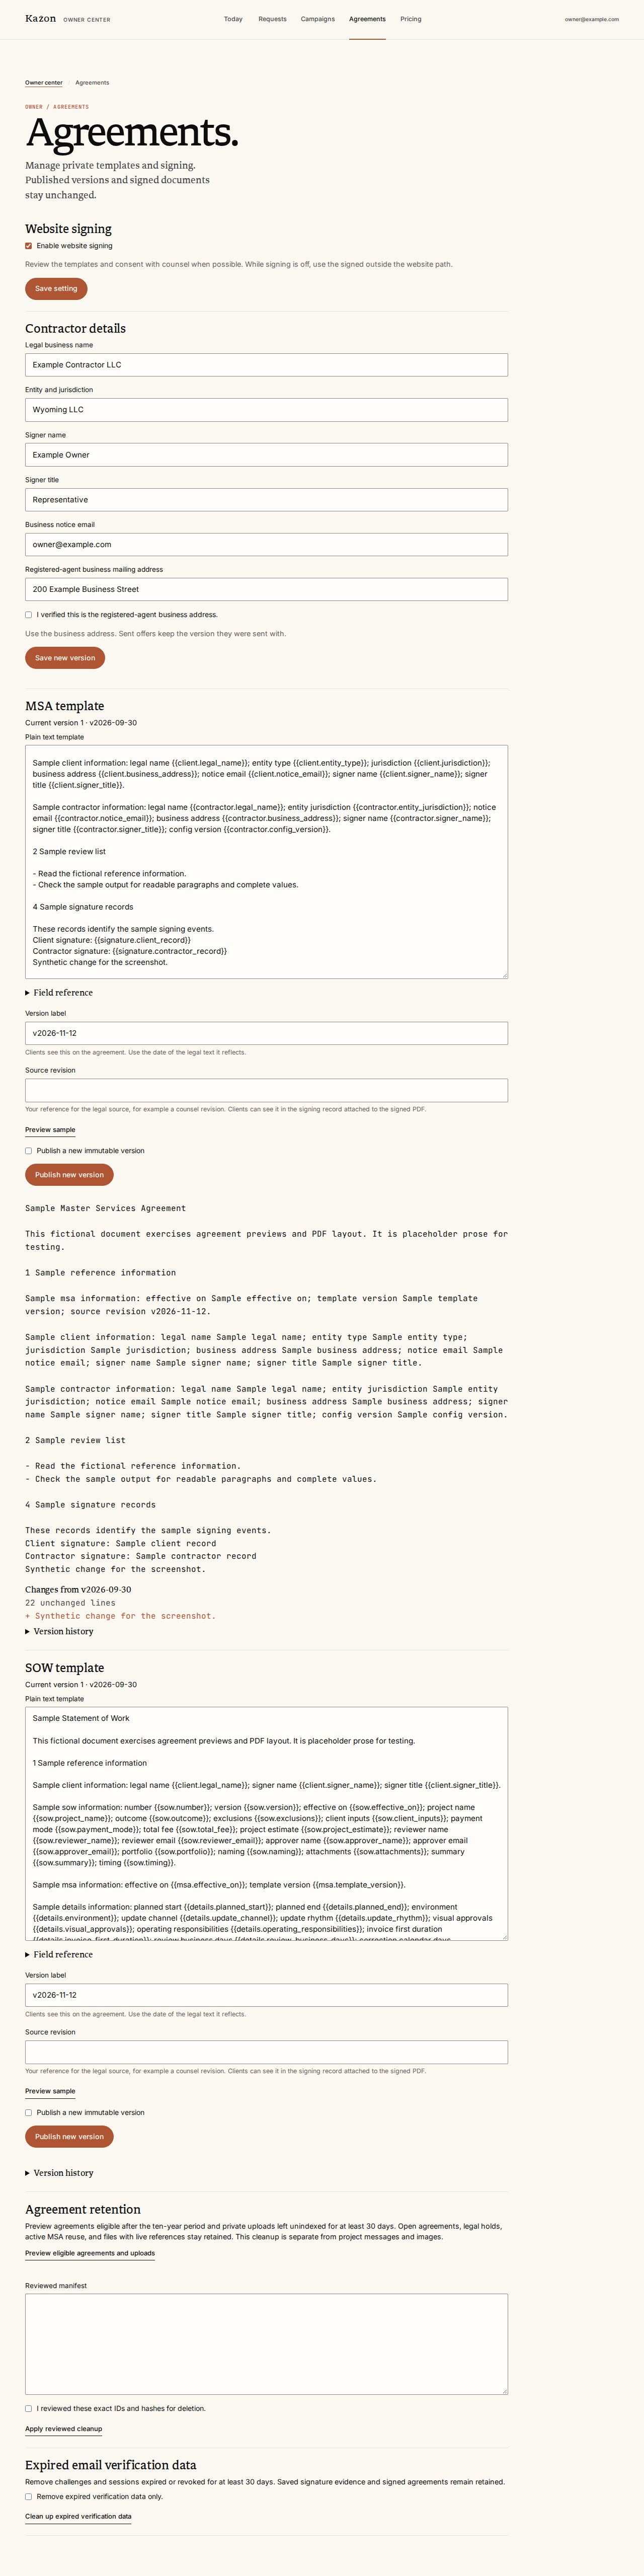 Kazon OWNER CENTER
Today Requests Campaigns Agreements Pricing
owner@example.com
Owner center / Agreements
OWNER / AGREEMENTS
Agreements.
Manage private templates and signing.
Published versions and signed documents
stay unchanged.
Website signing
Enable website signing
Review the templates and consent with counsel when possible. While signing is off, use the signed outside the website path.
Save setting
Contractor details
Legal business name
Example Contractor LLC
Entity and jurisdiction
Wyoming LLC
Signer name
Example Owner
Signer title
Representative
Business notice email
owner@example.com
Registered-agent business mailing address
200 Example Business Street
I verified this is the registered-agent business address.
Use the business address. Sent offers keep the version they were sent with.
Save new version
MSA template
Current version 1 · v2026-09-30
Plain text template
Sample client information: legal name {{client.legal_name}}; entity type {{client.entity_type}}; jurisdiction {{client.jurisdiction}};
business address {{client.business_address}}; notice email {{client.notice_email}}; signer name {{client.signer_name}}; signer
title {{client.signer_title}}.
Sample contractor information: legal name {{contractor.legal_name}}; entity jurisdiction {{contractor.entity_jurisdiction}}; notice
email {{contractor.notice_email}}; business address {{contractor.business_address}}; signer name {{contractor.signer_name}};
signer title {{contractor.signer_title}}; config version {{contractor.config_version}}.
2 Sample review list
- Read the fictional reference information.
- Check the sample output for readable paragraphs and complete values.
4 Sample signature records
These records identify the sample signing events.
Client signature: {{signature.client_record}}
Contractor signature: {{signature.contractor_record}}
Synthetic change for the screenshot.
Field reference
Version label
v2026-11-12
Clients see this on the agreement. Use the date of the legal text it reflects.
Source revision
Your reference for the legal source, for example a counsel revision. Clients can see it in the signing record attached to the signed PDF.
Preview sample
Publish a new immutable version
Publish new version
Sample Master Services Agreement
This fictional document exercises agreement previews and PDF layout. It is placeholder prose for
testing.
1 Sample reference information
Sample msa information: effective on Sample effective on; template version Sample template
version; source revision v2026-11-12.
Sample client information: legal name Sample legal name; entity type Sample entity type;
jurisdiction Sample jurisdiction; business address Sample business address; notice email Sample
notice email; signer name Sample signer name; signer title Sample signer title.
Sample contractor information: legal name Sample legal name; entity jurisdiction Sample entity
jurisdiction; notice email Sample notice email; business address Sample business address; signer
name Sample signer name; signer title Sample signer title; config version Sample config version.
2 Sample review list
- Read the fictional reference information.
- Check the sample output for readable paragraphs and complete values.
4 Sample signature records
These records identify the sample signing events.
Client signature: Sample client record
Contractor signature: Sample contractor record
Synthetic change for the screenshot.
Changes from v2026-09-30
22 unchanged lines
+ Synthetic change for the screenshot.
Version history
SOW template
Current version 1 · v2026-09-30
Plain text template
Sample Statement of Work
This fictional document exercises agreement previews and PDF layout. It is placeholder prose for testing.
1 Sample reference information
Sample client information: legal name {{client.legal_name}}; signer name {{client.signer_name}}; signer title {{client.signer_title}}.
Sample sow information: number {{sow.number}}; version {{sow.version}}; effective on {{sow.effective_on}}; project name
{{sow.project_name}}; outcome {{sow.outcome}}; exclusions {{sow.exclusions}}; client inputs {{sow.client_inputs}}; payment
mode {{sow.payment_mode}}; total fee {{sow.total_fee}}; project estimate {{sow.project_estimate}}; reviewer name
{{sow.reviewer_name}}; reviewer email {{sow.reviewer_email}}; approver name {{sow.approver_name}}; approver email
{{sow.approver_email}}; portfolio {{sow.portfolio}}; naming {{sow.naming}}; attachments {{sow.attachments}}; summary
{{sow.summary}}; timing {{sow.timing}}.
Sample msa information: effective on {{msa.effective_on}}; template version {{msa.template_version}}.
Sample details information: planned start {{details.planned_start}}; planned end {{details.planned_end}}; environment
{{details.environment}}; update channel {{details.update_channel}}; update rhythm {{details.update_rhythm}}; visual approvals
{{details.visual_approvals}}; operating responsibilities {{details.operating_responsibilities}}; invoice first duration
{{details.invoice_first_duration}}; review business days {{details.review_business_days}}; correction calendar days
Field reference
Version label
v2026-11-12
Clients see this on the agreement. Use the date of the legal text it reflects.
Source revision
Your reference for the legal source, for example a counsel revision. Clients can see it in the signing record attached to the signed PDF.
Preview sample
Publish a new immutable version
Publish new version
Version history
Agreement retention
Preview agreements eligible after the ten-year period and private uploads left unindexed for at least 30 days. Open agreements, legal holds,
active MSA reuse, and files with live references stay retained. This cleanup is separate from project messages and images.
Preview eligible agreements and uploads
Reviewed manifest
I reviewed these exact IDs and hashes for deletion.
Apply reviewed cleanup
Expired email verification data
Remove challenges and sessions expired or revoked for at least 30 days. Saved signature evidence and signed agreements remain retained.
Remove expired verification data only.
Clean up expired verification data